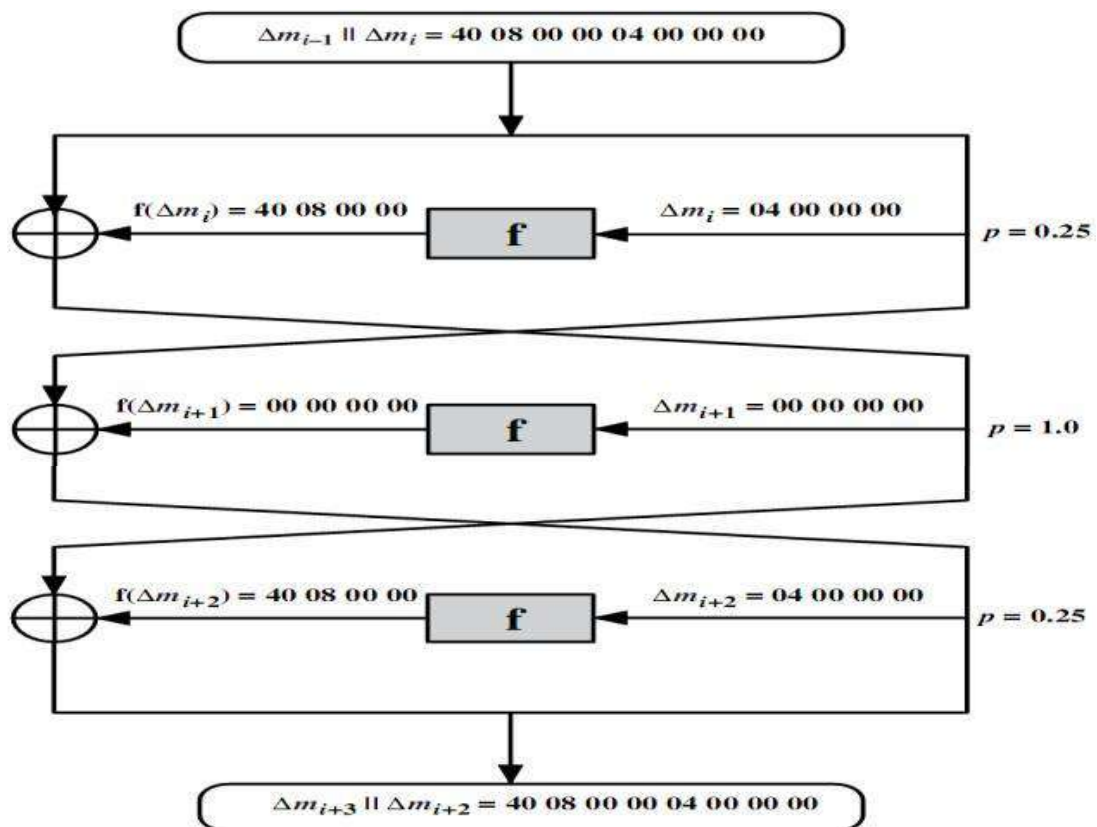 Δm_{i−1} || Δm_i = 40 08 00 00 04 00 00 00
f(Δm_i) = 40 08 00 00
f
Δm_i = 04 00 00 00
p = 0.25
f(Δm_{i+1}) = 00 00 00 00
f
Δm_{i+1} = 00 00 00 00
p = 1.0
f(Δm_{i+2}) = 40 08 00 00
f
Δm_{i+2} = 04 00 00 00
p = 0.25
Δm_{i+3} || Δm_{i+2} = 40 08 00 00 04 00 00 00